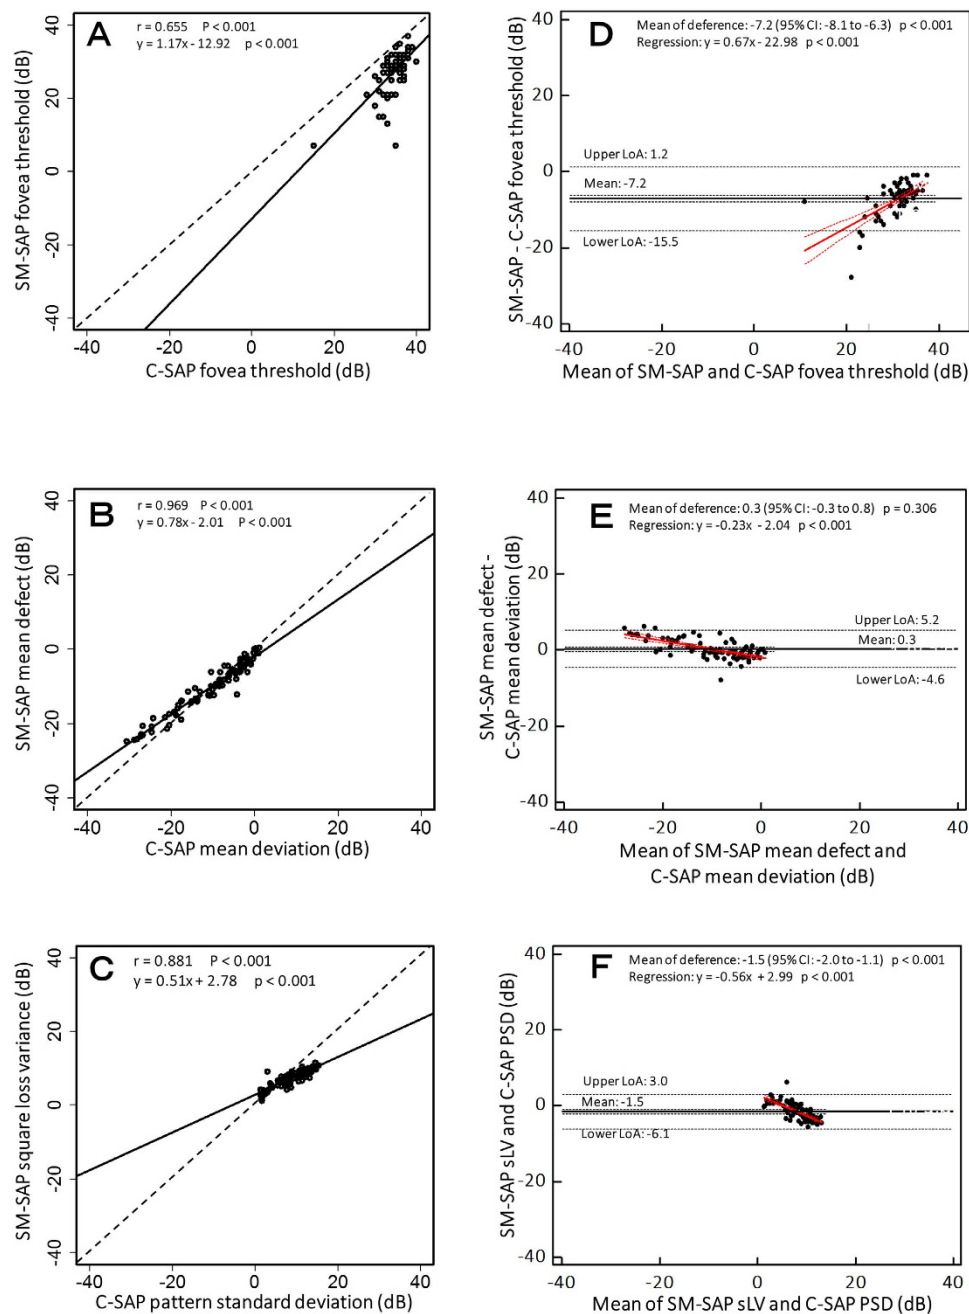 A
r = 0.655 P < 0.001
y = 1.17x - 12.92 p < 0.001
SM-SAP fovea threshold (dB)
40
20
0
-20
-40
-40 -20 0 20 40
C-SAP fovea threshold (dB)
D
Mean of deference: -7.2 (95% CI: -8.1 to -6.3) p < 0.001
Regression: y = 0.67x - 22.98 p < 0.001
SM-SAP - C-SAP fovea threshold (dB)
40
20
0
-20
-40
Upper LoA: 1.2
Mean: -7.2
Lower LoA: -15.5
-40 -20 0 20 40
Mean of SM-SAP and C-SAP fovea threshold (dB)
B
r = 0.969 P < 0.001
y = 0.78x - 2.01 P < 0.001
SM-SAP mean defect (dB)
40
20
0
-20
-40
-40 -20 0 20 40
C-SAP mean deviation (dB)
E
Mean of deference: 0.3 (95% CI: -0.3 to 0.8) p = 0.306
Regression: y = -0.23x - 2.04 p < 0.001
SM-SAP mean defect -
C-SAP mean deviation (dB)
40
20
0
-20
-40
Upper LoA: 5.2
Mean: 0.3
Lower LoA: -4.6
-40 -20 0 20 40
Mean of SM-SAP mean defect and
C-SAP mean deviation (dB)
C
r = 0.881 P < 0.001
y = 0.51x + 2.78 p < 0.001
SM-SAP square loss variance (dB)
40
20
0
-20
-40
-40 -20 0 20 40
C-SAP pattern standard deviation (dB)
F
Mean of deference: -1.5 (95% CI: -2.0 to -1.1) p < 0.001
Regression: y = -0.56x + 2.99 p < 0.001
SM-SAP sLV and C-SAP PSD (dB)
40
20
0
-20
-40
Upper LoA: 3.0
Mean: -1.5
Lower LoA: -6.1
-40 -20 0 20 40
Mean of SM-SAP sLV and C-SAP PSD (dB)